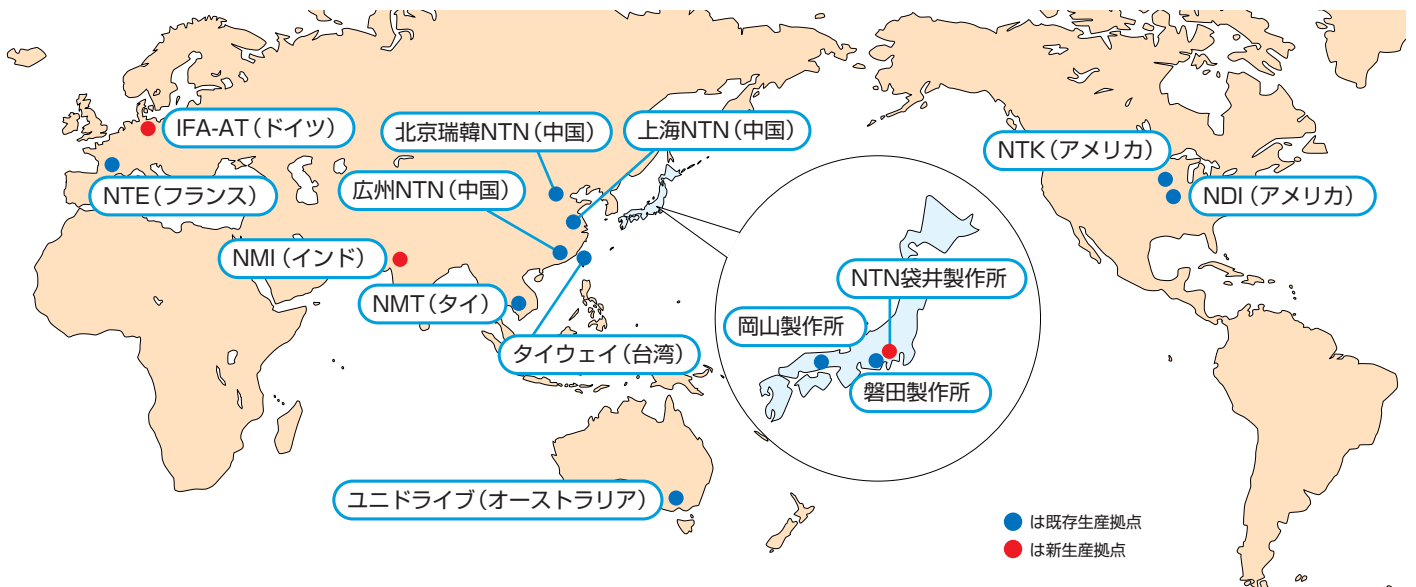 IFA-AT(ドイツ)
北京瑞韓NTN(中国)
上海NTN(中国)
NTK(アメリカ)
NTE(フランス)
広州NTN(中国)
NDI(アメリカ)
NMI(インド)
NMT(タイ)
タイウェイ(台湾)
NTN袋井製作所
岡山製作所
磐田製作所
ユニドライブ(オーストラリア)
は既存生産拠点
は新生産拠点